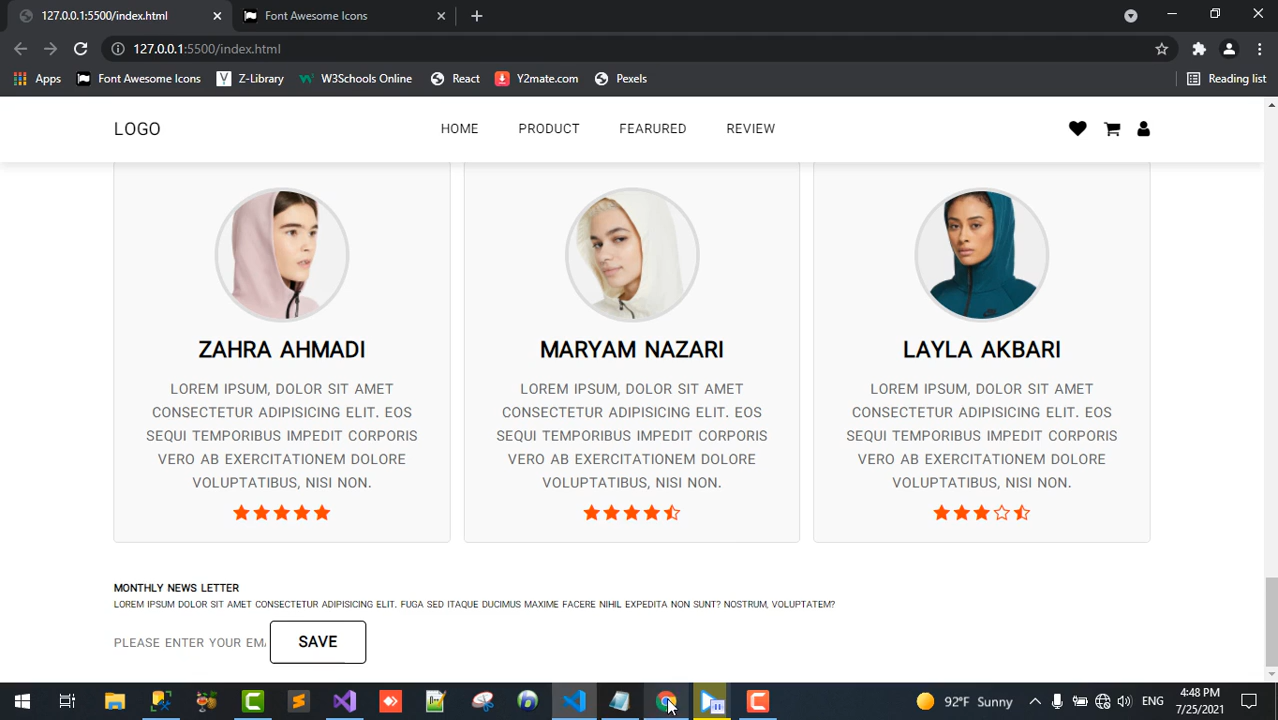 127.0.0.1:5500/index.html
Font Awesome Icons
127.0.0.1:5500/index.html
Apps Font Awesome Icons Z-Library W3Schools Online React Y2mate.com Pexels Reading list
LOGO HOME PRODUCT FEARURED REVIEW
ZAHRA AHMADI
LOREM IPSUM, DOLOR SIT AMET
CONSECTETUR ADIPISICING ELIT. EOS
SEQUI TEMPORIBUS IMPEDIT CORPORIS
VERO AB EXERCITATIONEM DOLORE
VOLUPTATIBUS, NISI NON.
MARYAM NAZARI
LOREM IPSUM, DOLOR SIT AMET
CONSECTETUR ADIPISICING ELIT. EOS
SEQUI TEMPORIBUS IMPEDIT CORPORIS
VERO AB EXERCITATIONEM DOLORE
VOLUPTATIBUS, NISI NON.
LAYLA AKBARI
LOREM IPSUM, DOLOR SIT AMET
CONSECTETUR ADIPISICING ELIT. EOS
SEQUI TEMPORIBUS IMPEDIT CORPORIS
VERO AB EXERCITATIONEM DOLORE
VOLUPTATIBUS, NISI NON.
MONTHLY NEWS LETTER
LOREM IPSUM DOLOR SIT AMET CONSECTETUR ADIPISICING ELIT. FUGA SED ITAQUE DUCIMUS MAXIME FACERE NIHIL EXPEDITA NON SUNT? NOSTRUM, VOLUPTATEM?
PLEASE ENTER YOUR EMA SAVE
92°F Sunny ENG 4:48 PM
7/25/2021